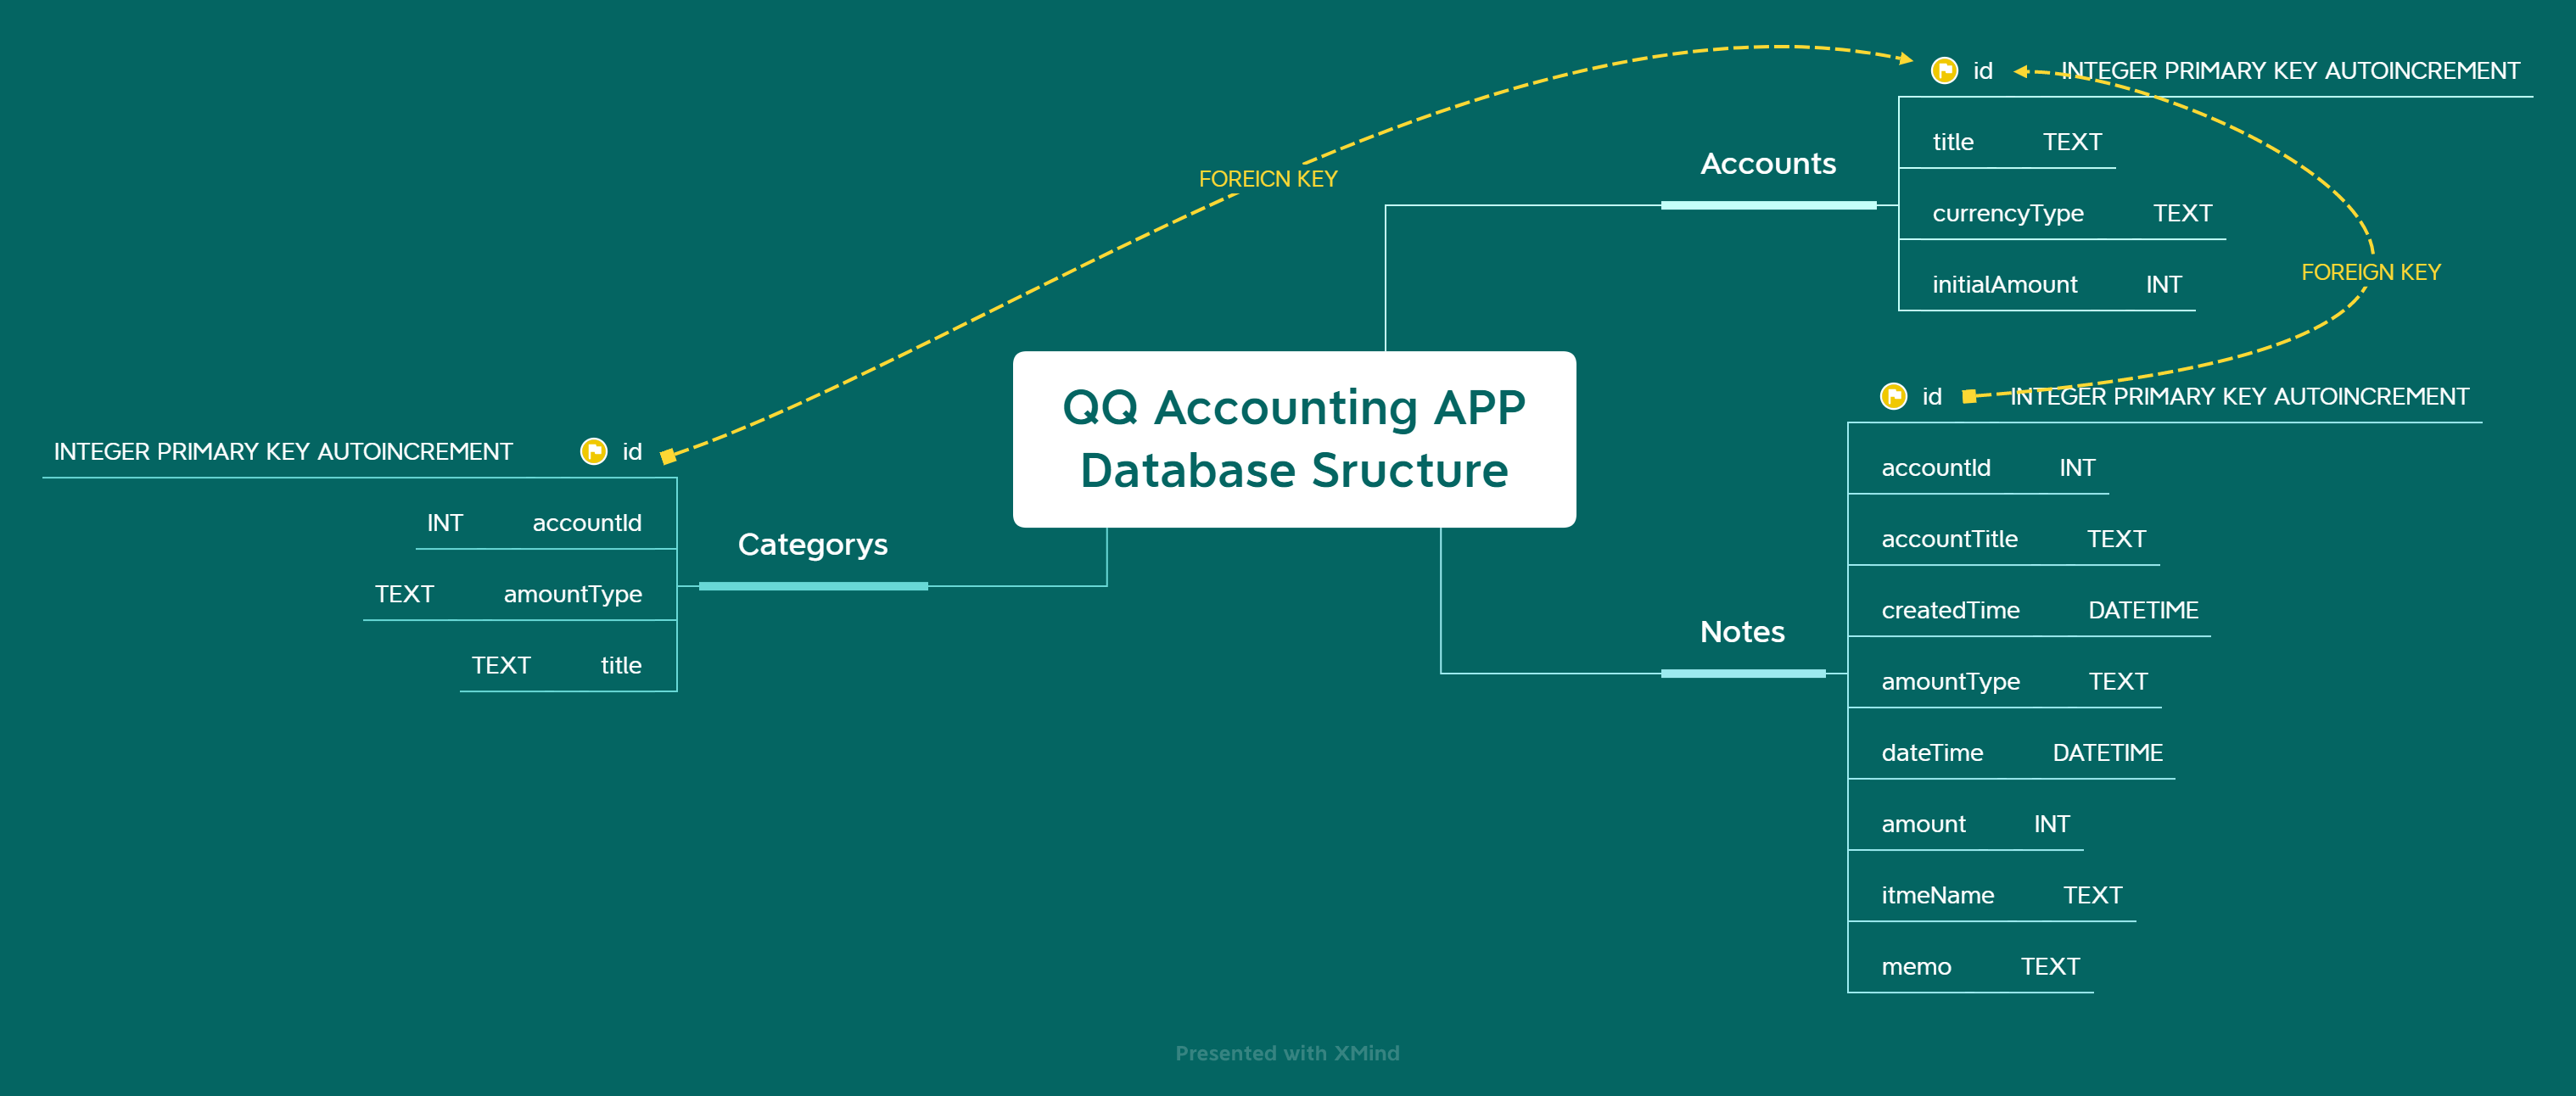 QQ Accounting APP
Database Sructure
Accounts
id INTEGER PRIMARY KEY AUTOINCREMENT
title TEXT
currencyType TEXT
initialAmount INT
FOREICN KEY
FOREIGN KEY
Notes
id INTEGER PRIMARY KEY AUTOINCREMENT
accountId INT
accountTitle TEXT
createdTime DATETIME
amountType TEXT
dateTime DATETIME
amount INT
itmeName TEXT
memo TEXT
Categorys
INTEGER PRIMARY KEY AUTOINCREMENT id
INT accountId
TEXT amountType
TEXT title
Presented with XMind